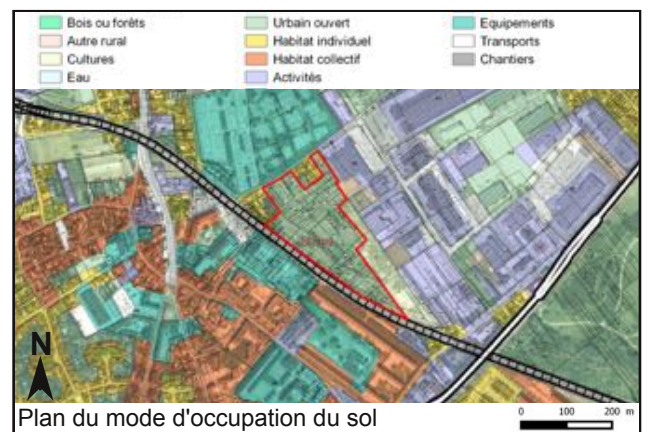 Bois ou forêts
Autre rural
Cultures
Eau
Urbain ouvert
Habitat individuel
Habitat collectif
Activités
Equipements
Transports
Chantiers
N
Plan du mode d'occupation du sol
0 100 200 m